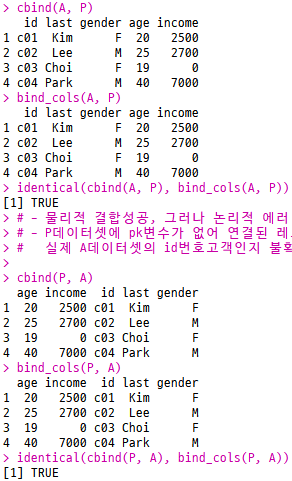 > cbind(A, P)
   id last gender age income
1 c01  Kim      F  20   2500
2 c02  Lee      M  25   2700
3 c03 Choi      F  19      0
4 c04 Park      M  40   7000
> bind_cols(A, P)
   id last gender age income
1 c01  Kim      F  20   2500
2 c02  Lee      M  25   2700
3 c03 Choi      F  19      0
4 c04 Park      M  40   7000
> identical(cbind(A, P), bind_cols(A, P))
[1] TRUE
> # - 물리적 결합성공, 그러나 논리적 에러
> # - P데이터셋에 pk변수가 없어 연결된 레
> #   실제 A데이터셋의 id번호고객인지 불확
>
> cbind(P, A)
  age income  id last gender
1  20   2500 c01  Kim      F
2  25   2700 c02  Lee      M
3  19      0 c03 Choi      F
4  40   7000 c04 Park      M
> bind_cols(P, A)
  age income  id last gender
1  20   2500 c01  Kim      F
2  25   2700 c02  Lee      M
3  19      0 c03 Choi      F
4  40   7000 c04 Park      M
> identical(cbind(P, A), bind_cols(P, A))
[1] TRUE